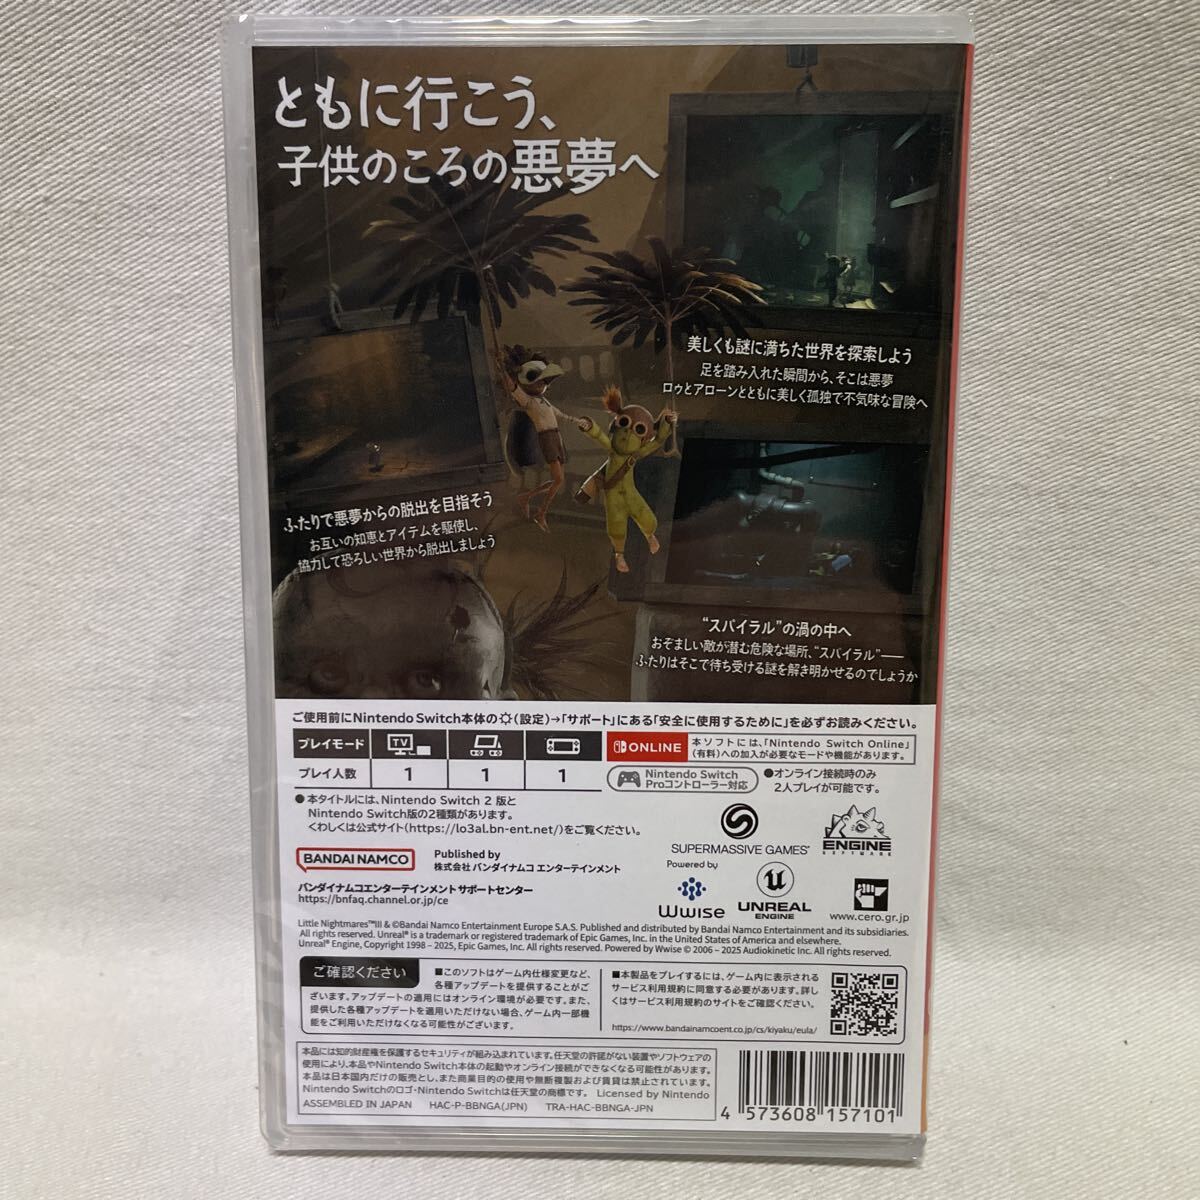 ともに行こう、
子供のころの悪夢へ
美しくも謎に満ちた世界を探索しよう
足を踏み入れた瞬間から、そこは悪夢
ロゥとアローンとともに美しく孤独で不気味な冒険へ
ふたりで悪夢からの脱出を目指そう
お互いの知恵とアイテムを駆使し、
協力して恐ろしい世界から脱出しましょう
“スパイラル”の渦の中へ
おぞましい敵が潜む危険な場所、“スパイラル”――
ふたりはそこで待ち受ける謎を解き明かせるのでしょうか
ご使用前にNintendo Switch本体の(設定)→「サポート」にある「安全に使用するために」を必ずお読みください。
プレイモード TV
プレイ人数 1 1 1
ONLINE
本ソフトには、「Nintendo Switch Online」
(有料)への加入が必要なモードや機能があります。
Nintendo Switch
Proコントローラー対応
●オンライン接続時のみ
2人プレイが可能です。
●本タイトルには、Nintendo Switch 2 版と
Nintendo Switch版の2種類があります。
くわしくは公式サイト(https://lo3al.bn-ent.net/)をご覧ください。
SUPERMASSIVE GAMES
ENGINE
SOFTWARE
BANDAI NAMCO
Published by
株式会社 バンダイナムコ エンターテインメント
Powered by
Wwise
UNREAL
ENGINE
www.cero.gr.jp
バンダイナムコエンターテインメントサポートセンター
https://bnfaq.channel.or.jp/ce
Little Nightmares™III & ©Bandai Namco Entertainment Europe S.A.S. Published and distributed by Bandai Namco Entertainment and its subsidiaries.
All rights reserved. Unreal® is a trademark or registered trademark of Epic Games, Inc. in the United States of America and elsewhere.
Unreal® Engine, Copyright 1998 – 2025, Epic Games, Inc. All rights reserved. Powered by Wwise © 2006 – 2025 Audiokinetic Inc. All rights reserved.
ご確認ください
■このソフトはゲーム内仕様変更など、
各種アップデートを提供することがご
ざいます。アップデートの適用にはオンライン環境が必要です。また、
提供した各種アップデートを適用いただけない場合、ゲーム内一部機
能をご利用いただけなくなる可能性がございます。
■本製品をプレイするには、ゲーム内に表示される
サービス利用規約に同意する必要があります。詳し
くはサービス利用規約のサイトをご確認ください。
https://www.bandainamcoent.co.jp/cs/kiyaku/eula/
本品には知的財産権を保護するセキュリティが組み込まれています。任天堂の許諾がない装置やソフトウェアの
使用により、本品やNintendo Switch本体の起動やオンライン接続ができなくなる可能性があります。
本品は日本国内だけの販売とし、また商業目的の使用や無断複製および賃貸は禁止されています。
Nintendo Switchのロゴ・Nintendo Switchは任天堂の商標です。 Licensed by Nintendo
ASSEMBLED IN JAPAN HAC-P-BBNGA(JPN) TRA-HAC-BBNGA-JPN
4 573608 157101